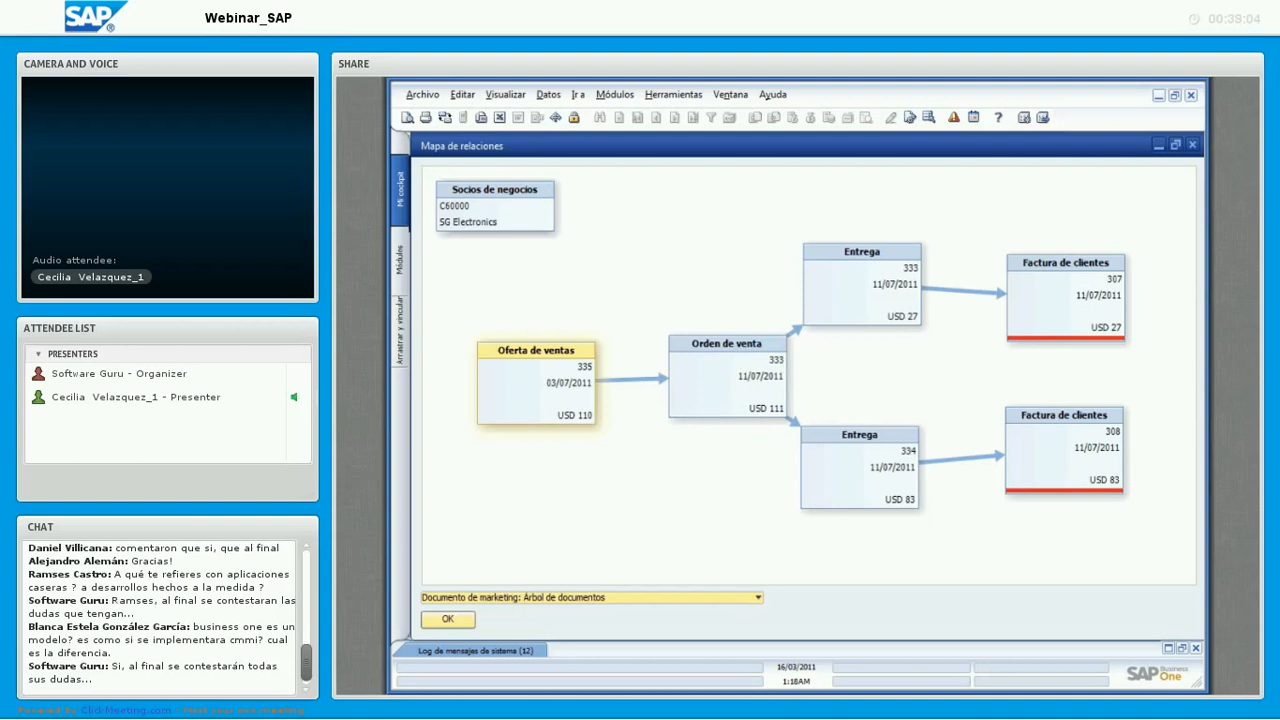 SAP
Webinar_SAP
00:38:04
CAMERA AND VOICE
Audio attendee:
Cecilia Velazquez_1
ATTENDEE LIST
PRESENTERS
Software Guru - Organizer
Cecilia Velazquez_1 - Presenter
CHAT
Daniel Villicana: comentaron que si, que al final
Alejandro Alemán: Gracias!
Ramses Castro: A qué te refieres con aplicaciones
caseras ? a desarrollos hechos a la medida ?
Software Guru: Ramses, al final se contestaran las
dudas que tengan...
Blanca Estela González García: business one es un
modelo? es como si se implementara cmmi? cual
es la diferencia.
Software Guru: Si, al final se contestarán todas
sus dudas...
Powered by ClickMeeting.com - Host your own meeting
SHARE
Archivo Editar Visualizar Datos Ir a Módulos Herramientas Ventana Ayuda
Mapa de relaciones
Mi cockpit
Módulos
Arrastrar y vincular
Socios de negocios
C60000
SG Electronics
Oferta de ventas
335
03/07/2011
USD 110
Orden de venta
333
11/07/2011
USD 111
Entrega
333
11/07/2011
USD 27
Factura de clientes
307
11/07/2011
USD 27
Entrega
334
11/07/2011
USD 83
Factura de clientes
308
11/07/2011
USD 83
Documento de marketing: Árbol de documentos
OK
Log de mensajes de sistema (12)
16/03/2011
1:18AM
SAP Business One